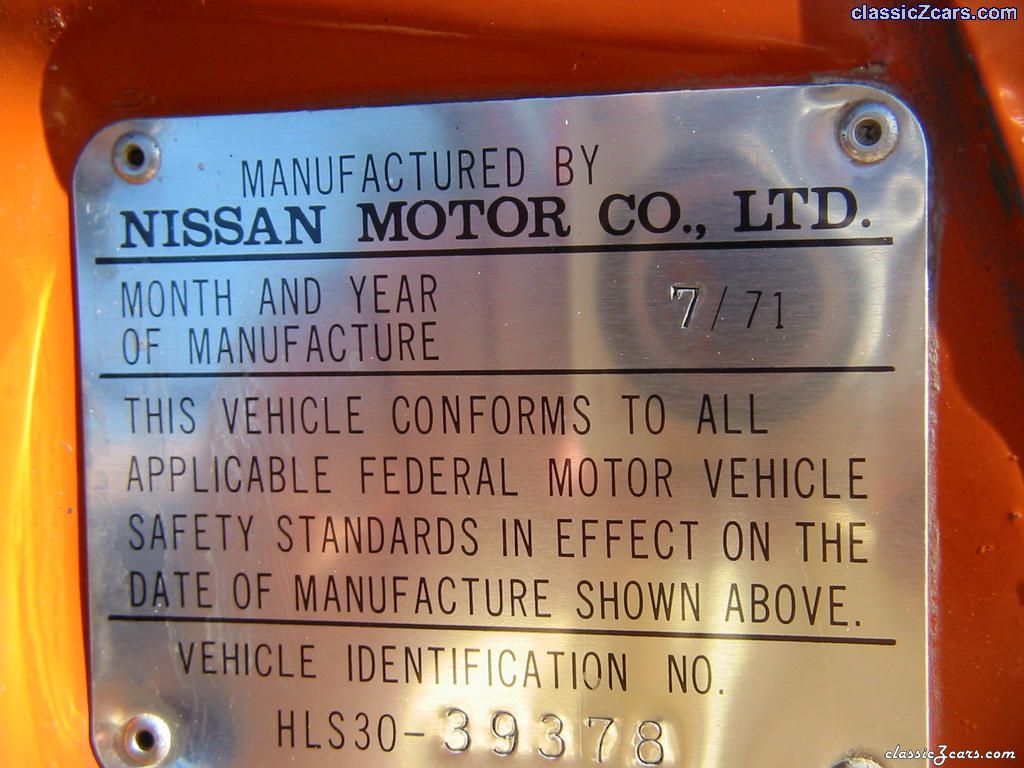 classicZcars.com
MANUFACTURED BY
NISSAN MOTOR CO., LTD.
MONTH AND YEAR
OF MANUFACTURE
7/71
THIS VEHICLE CONFORMS TO ALL
APPLICABLE FEDERAL MOTOR VEHICLE
SAFETY STANDARDS IN EFFECT ON THE
DATE OF MANUFACTURE SHOWN ABOVE.
VEHICLE IDENTIFICATION NO.
HLS30-39378
classicZcars.com